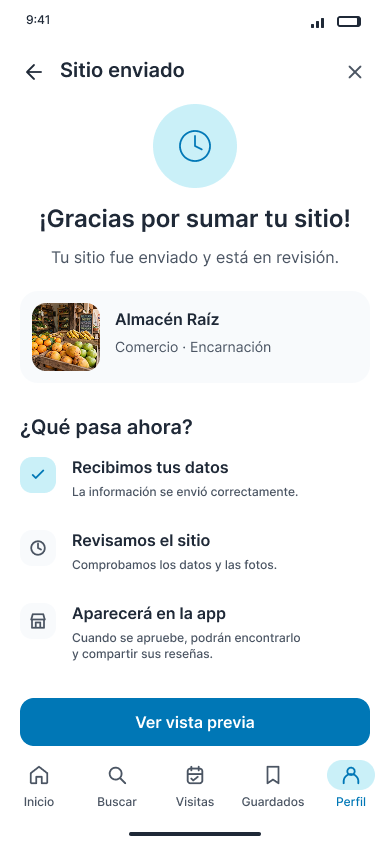 9:41
Sitio enviado
¡Gracias por sumar tu sitio!
Tu sitio fue enviado y está en revisión.
Almacén Raíz
Comercio · Encarnación
¿Qué pasa ahora?
Recibimos tus datos
La información se envió correctamente.
Revisamos el sitio
Comprobamos los datos y las fotos.
Aparecerá en la app
Cuando se apruebe, podrán encontrarlo
y compartir sus reseñas.
Ver vista previa
Inicio
Buscar
Visitas
Guardados
Perfil